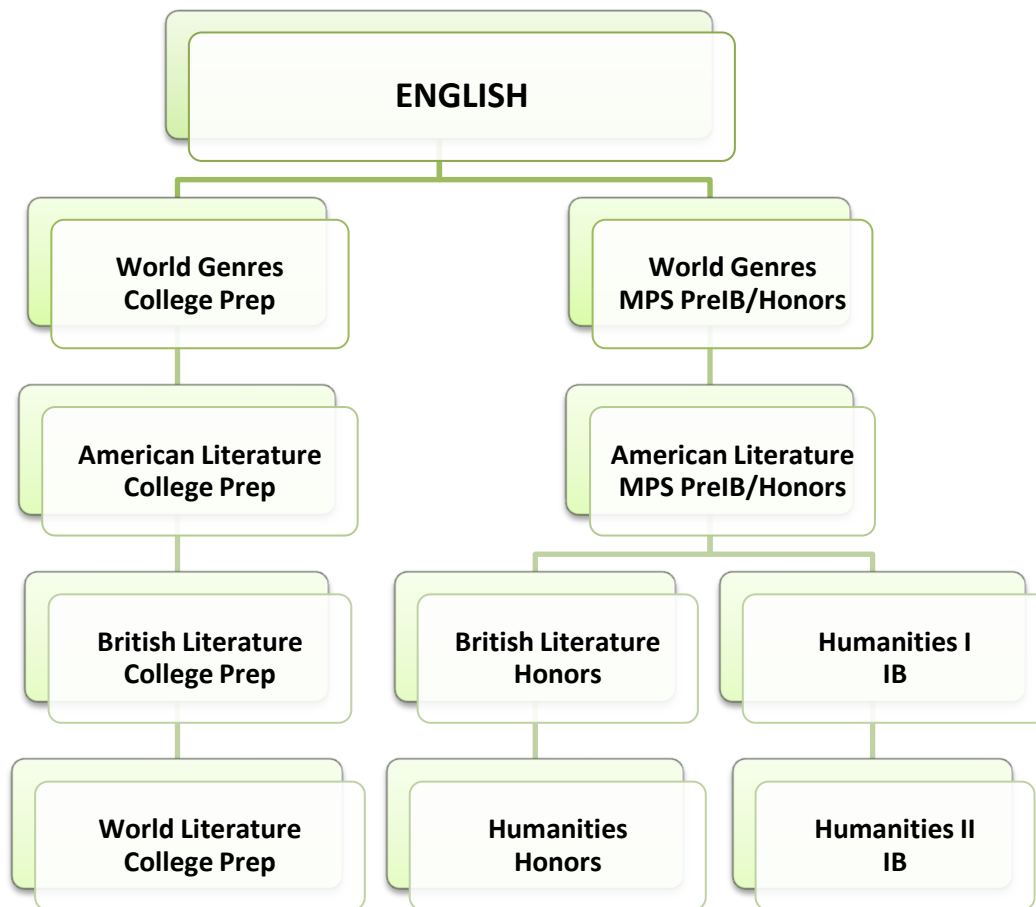 ENGLISH
World Genres
College Prep
World Genres
MPS PreIB/Honors
American Literature
College Prep
American Literature
MPS PreIB/Honors
British Literature
College Prep
British Literature
Honors
Humanities I
IB
World Literature
College Prep
Humanities
Honors
Humanities II
IB